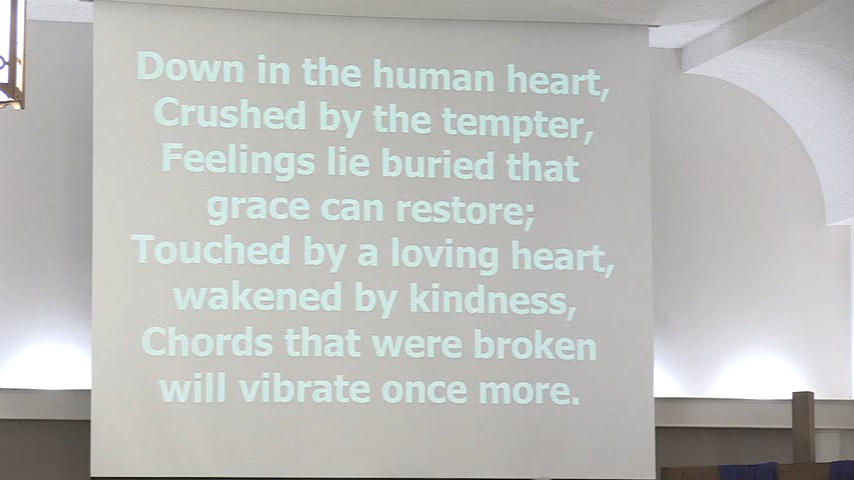 Down in the human heart,
Crushed by the tempter,
Feelings lie buried that
grace can restore;
Touched by a loving heart,
wakened by kindness,
Chords that were broken
will vibrate once more.